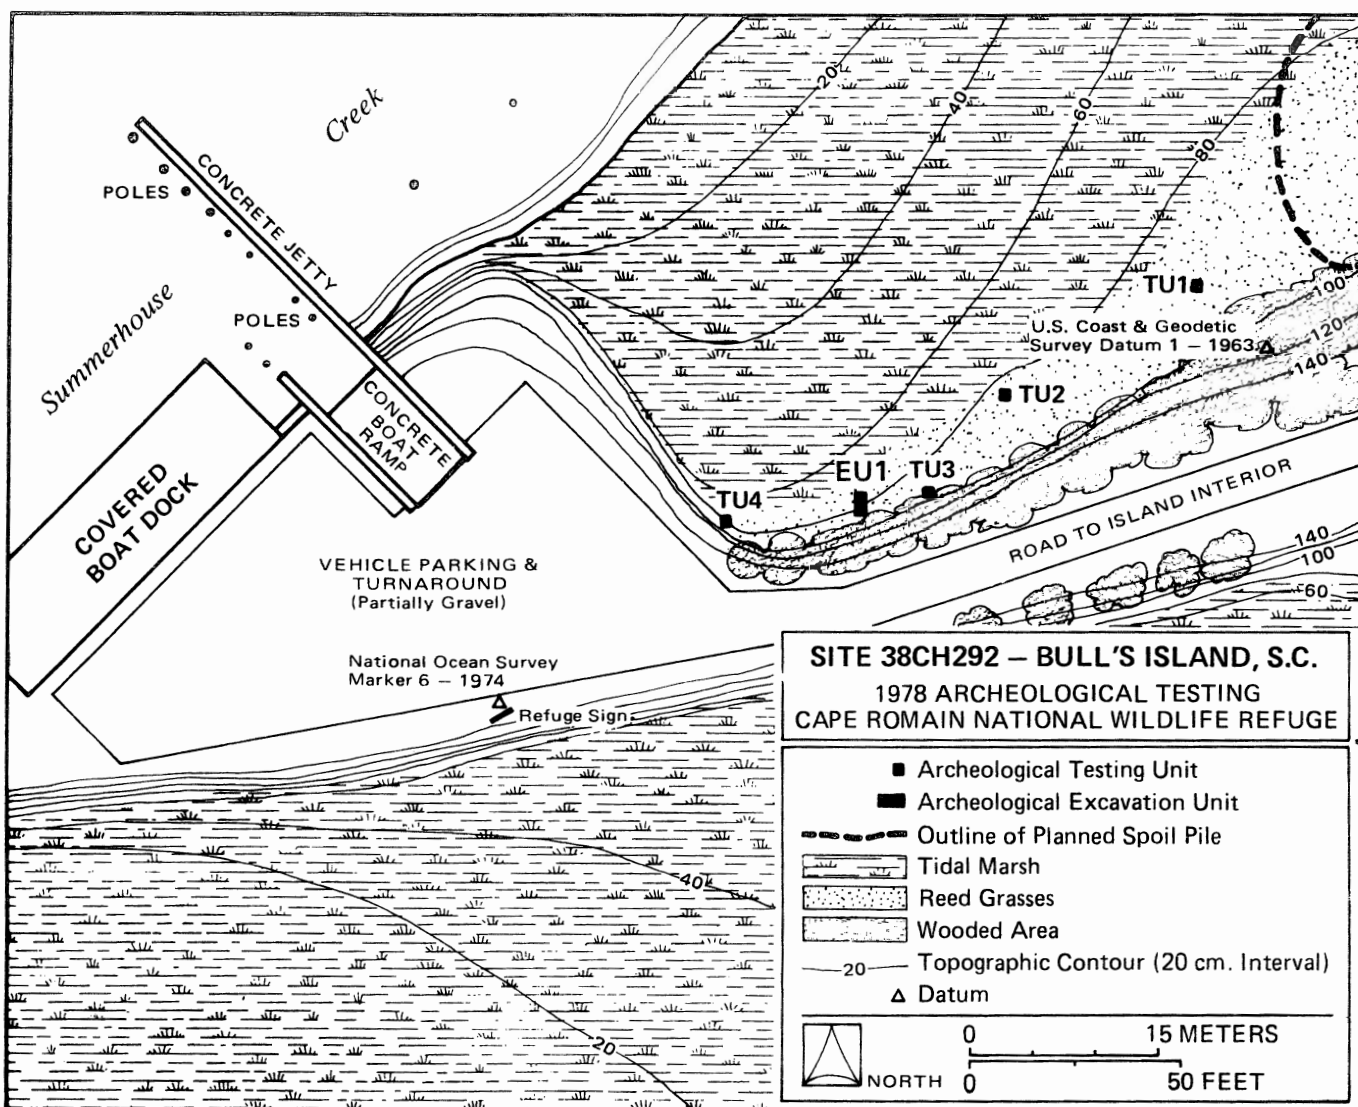 Creek
Summerhouse
POLES
CONCRETE JETTY
POLES
CONCRETE
BOAT
RAMP
COVERED
BOAT DOCK
20
40
60
80
TU1
U.S. Coast & Geodetic
Survey Datum 1 – 1963
100
120
140
TU2
EU1
TU3
TU4
ROAD TO ISLAND INTERIOR
140
100
60
VEHICLE PARKING &
TURNAROUND
(Partially Gravel)
National Ocean Survey
Marker 6 – 1974
Refuge Sign
40
20
SITE 38CH292 – BULL'S ISLAND, S.C.
1978 ARCHEOLOGICAL TESTING
CAPE ROMAIN NATIONAL WILDLIFE REFUGE
Archeological Testing Unit
Archeological Excavation Unit
Outline of Planned Spoil Pile
Tidal Marsh
Reed Grasses
Wooded Area
20 Topographic Contour (20 cm. Interval)
Datum
NORTH
0 15 METERS
0 50 FEET